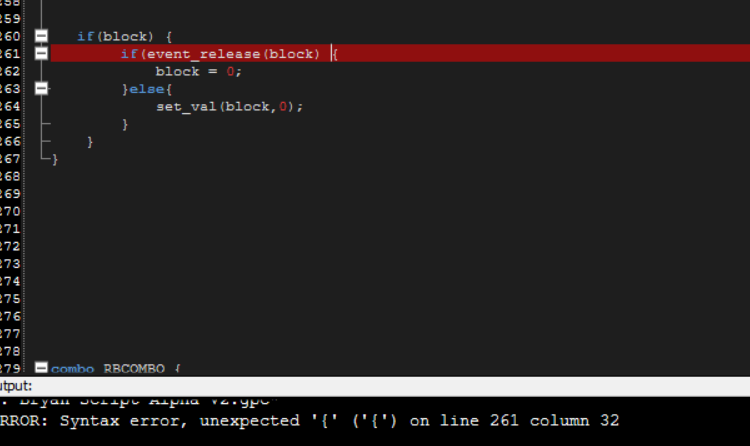 259
260 if(block) {
261 if(event_release(block) {
262 block = 0;
263 }else{
264 set_val(block,0);
265 }
266 }
267 }
268
269
270
271
272
273
274
275
276
277
278
279 combo RBCOMBO {
utput:
: Bryan Script Alpha V2.gpc"
RROR: Syntax error, unexpected '{' ('{') on line 261 column 32